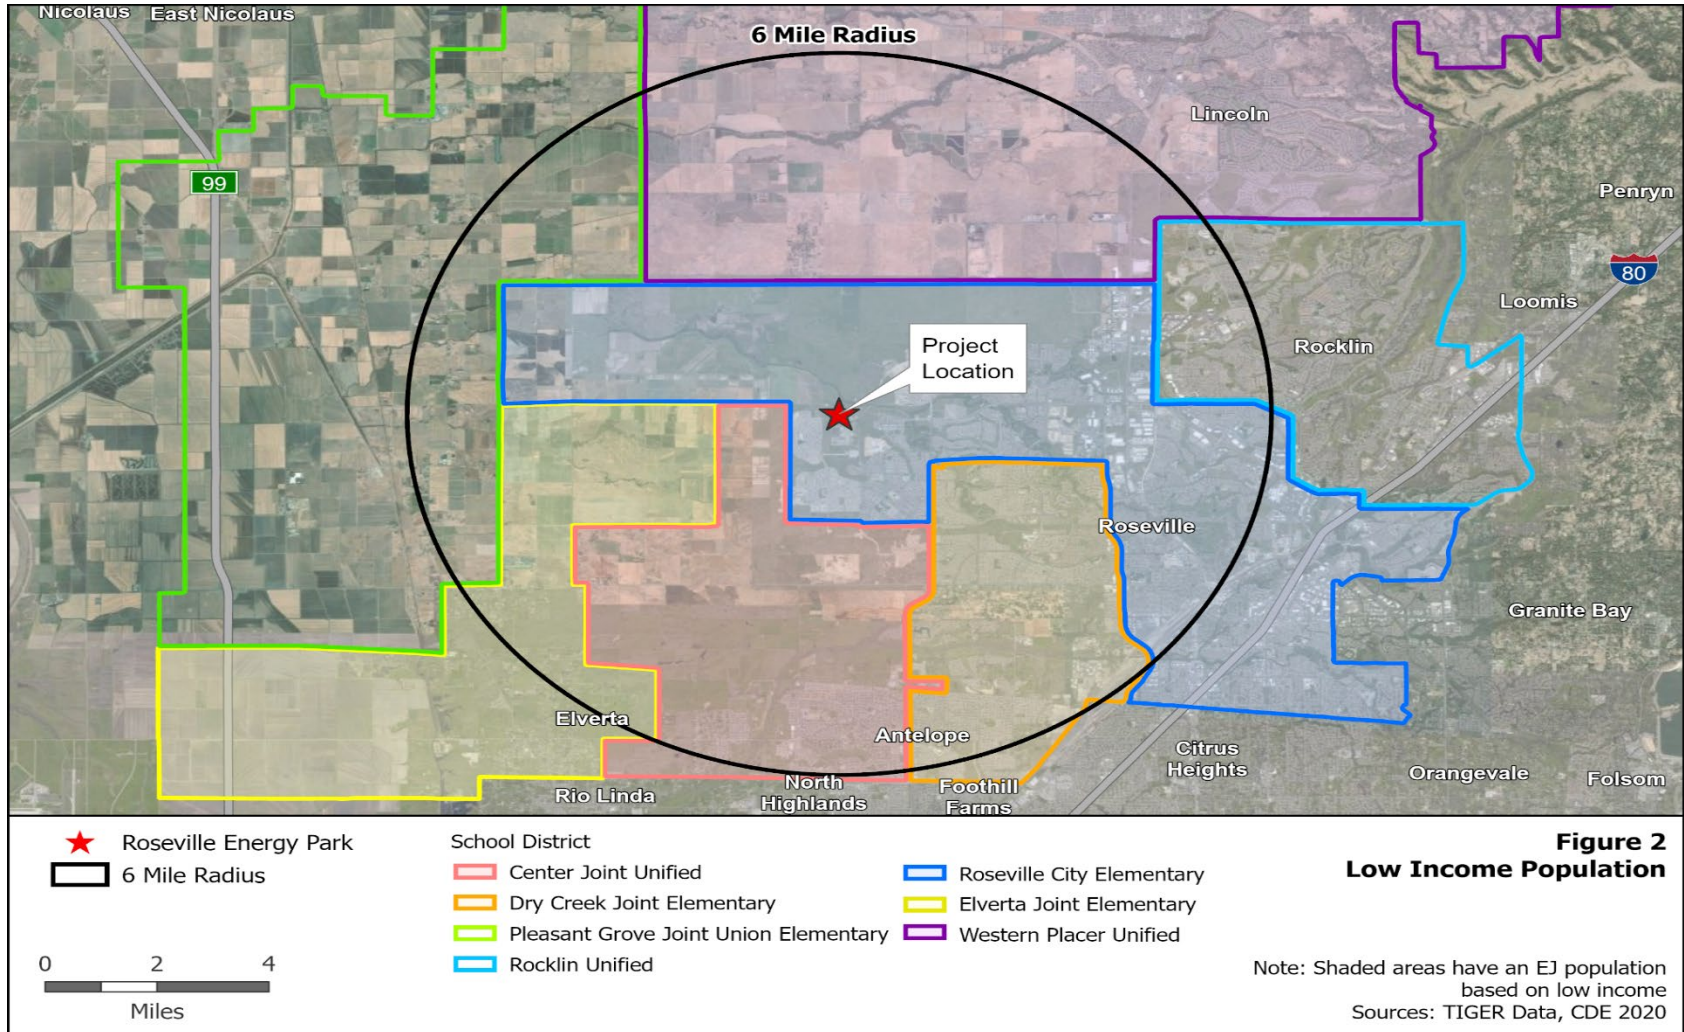 Nicolaus
East Nicolaus
6 Mile Radius
Lincoln
99
Penryn
80
Loomis
Project
Location
Rocklin
Roseville
Granite Bay
Elverta
Antelope
Citrus
Heights
Orangevale
Folsom
Rio Linda
North
Highlands
Foothill
Farms
Roseville Energy Park
6 Mile Radius
School District
Center Joint Unified
Dry Creek Joint Elementary
Pleasant Grove Joint Union Elementary
Rocklin Unified
Roseville City Elementary
Elverta Joint Elementary
Western Placer Unified
Figure 2
Low Income Population
0 2 4
Miles
Note: Shaded areas have an EJ population
based on low income
Sources: TIGER Data, CDE 2020